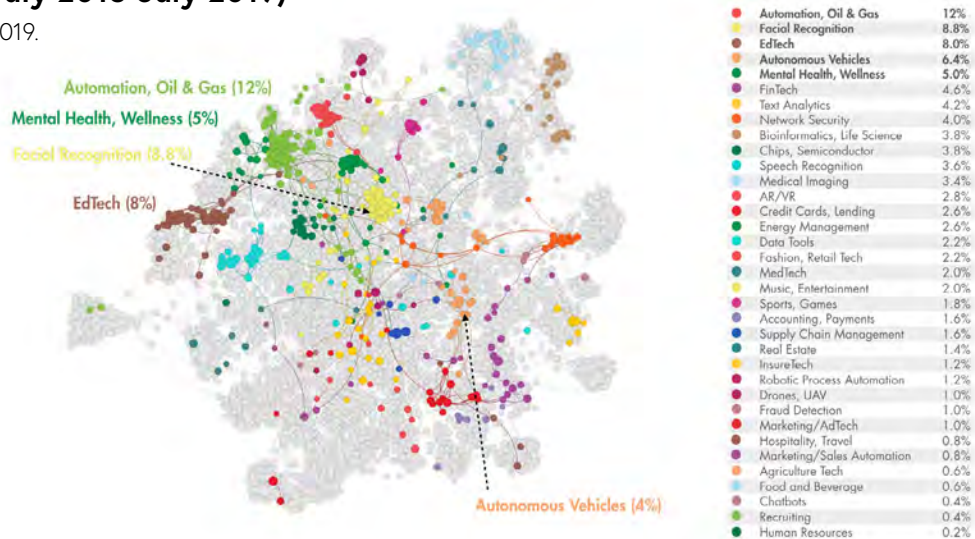 019.
Automation, Oil & Gas (12%)
Mental Health, Wellness (5%)
Facial Recognition (8.8%)
EdTech (8%)
Autonomous Vehicles (4%)
Automation, Oil & Gas 12%
Facial Recognition 8.8%
EdTech 8.0%
Autonomous Vehicles 6.4%
Mental Health, Wellness 5.0%
FinTech 4.6%
Text Analytics 4.2%
Network Security 4.0%
Bioinformatics, Life Science 3.8%
Chips, Semiconductor 3.8%
Speech Recognition 3.6%
Medical Imaging 3.4%
AR/VR 2.8%
Credit Cards, Lending 2.6%
Energy Management 2.6%
Data Tools 2.2%
Fashion, Retail Tech 2.2%
MedTech 2.0%
Music, Entertainment 2.0%
Sports, Games 1.8%
Accounting, Payments 1.6%
Supply Chain Management 1.6%
Real Estate 1.4%
InsureTech 1.2%
Robotic Process Automation 1.2%
Drones, UAV 1.0%
Fraud Detection 1.0%
Marketing/AdTech 1.0%
Hospitality, Travel 0.8%
Marketing/Sales Automation 0.8%
Agriculture Tech 0.6%
Food and Beverage 0.6%
Chatbots 0.4%
Recruiting 0.4%
Human Resources 0.2%